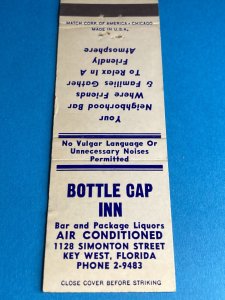 MATCH CORP. OF AMERICA • CHICAGO
MADE IN U.S.A.
Your
Neighborhood Bar
Where Friends
& Families Gather
To Relax In A
Friendly
Atmosphere
No Vulgar Language Or
Unnecessary Noises
Permitted
BOTTLE CAP
INN
Bar and Package Liquors
AIR CONDITIONED
1128 SIMONTON STREET
KEY WEST, FLORIDA
PHONE 2-9483
CLOSE COVER BEFORE STRIKING